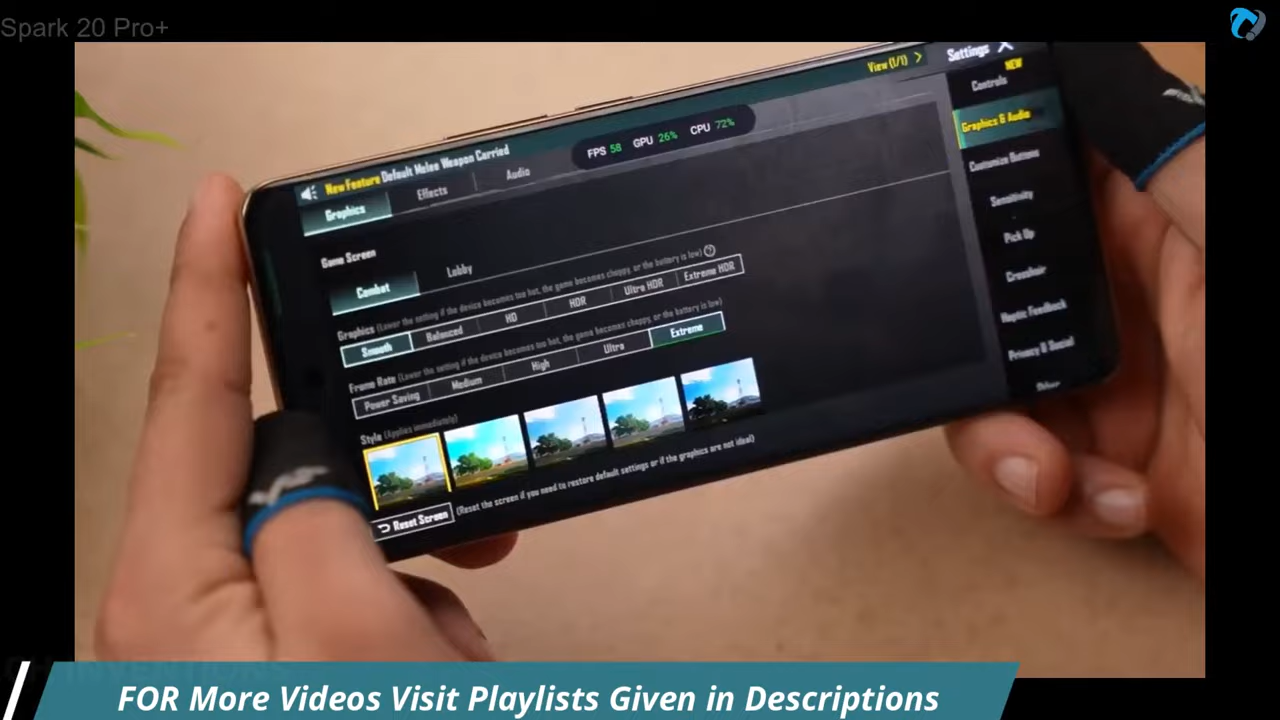 Spark 20 Pro+
View (1/1) >
Settings
NEW
Controls
Graphics & Audio
Customize Buttons
Sensitivity
Pick Up
Crosshair
Haptic Feedback
Privacy & Social
Other
New Feature Default Melee Weapon Carried
FPS 58 GPU 26% CPU 72%
Graphics Effects Audio
Game Screen
Combat Lobby
Graphics (Lower the setting if the device becomes too hot, the game becomes choppy, or the battery is low) ?
Smooth Balanced HD HDR Ultra HDR Extreme HDR
Frame Rate (Lower the setting if the device becomes too hot, the game becomes choppy, or the battery is low)
Power Saving Medium High Ultra Extreme
Style (Applies immediately)
Reset Screen (Reset the screen if you need to restore default settings or if the graphics are not ideal)
FOR More Videos Visit Playlists Given in Descriptions